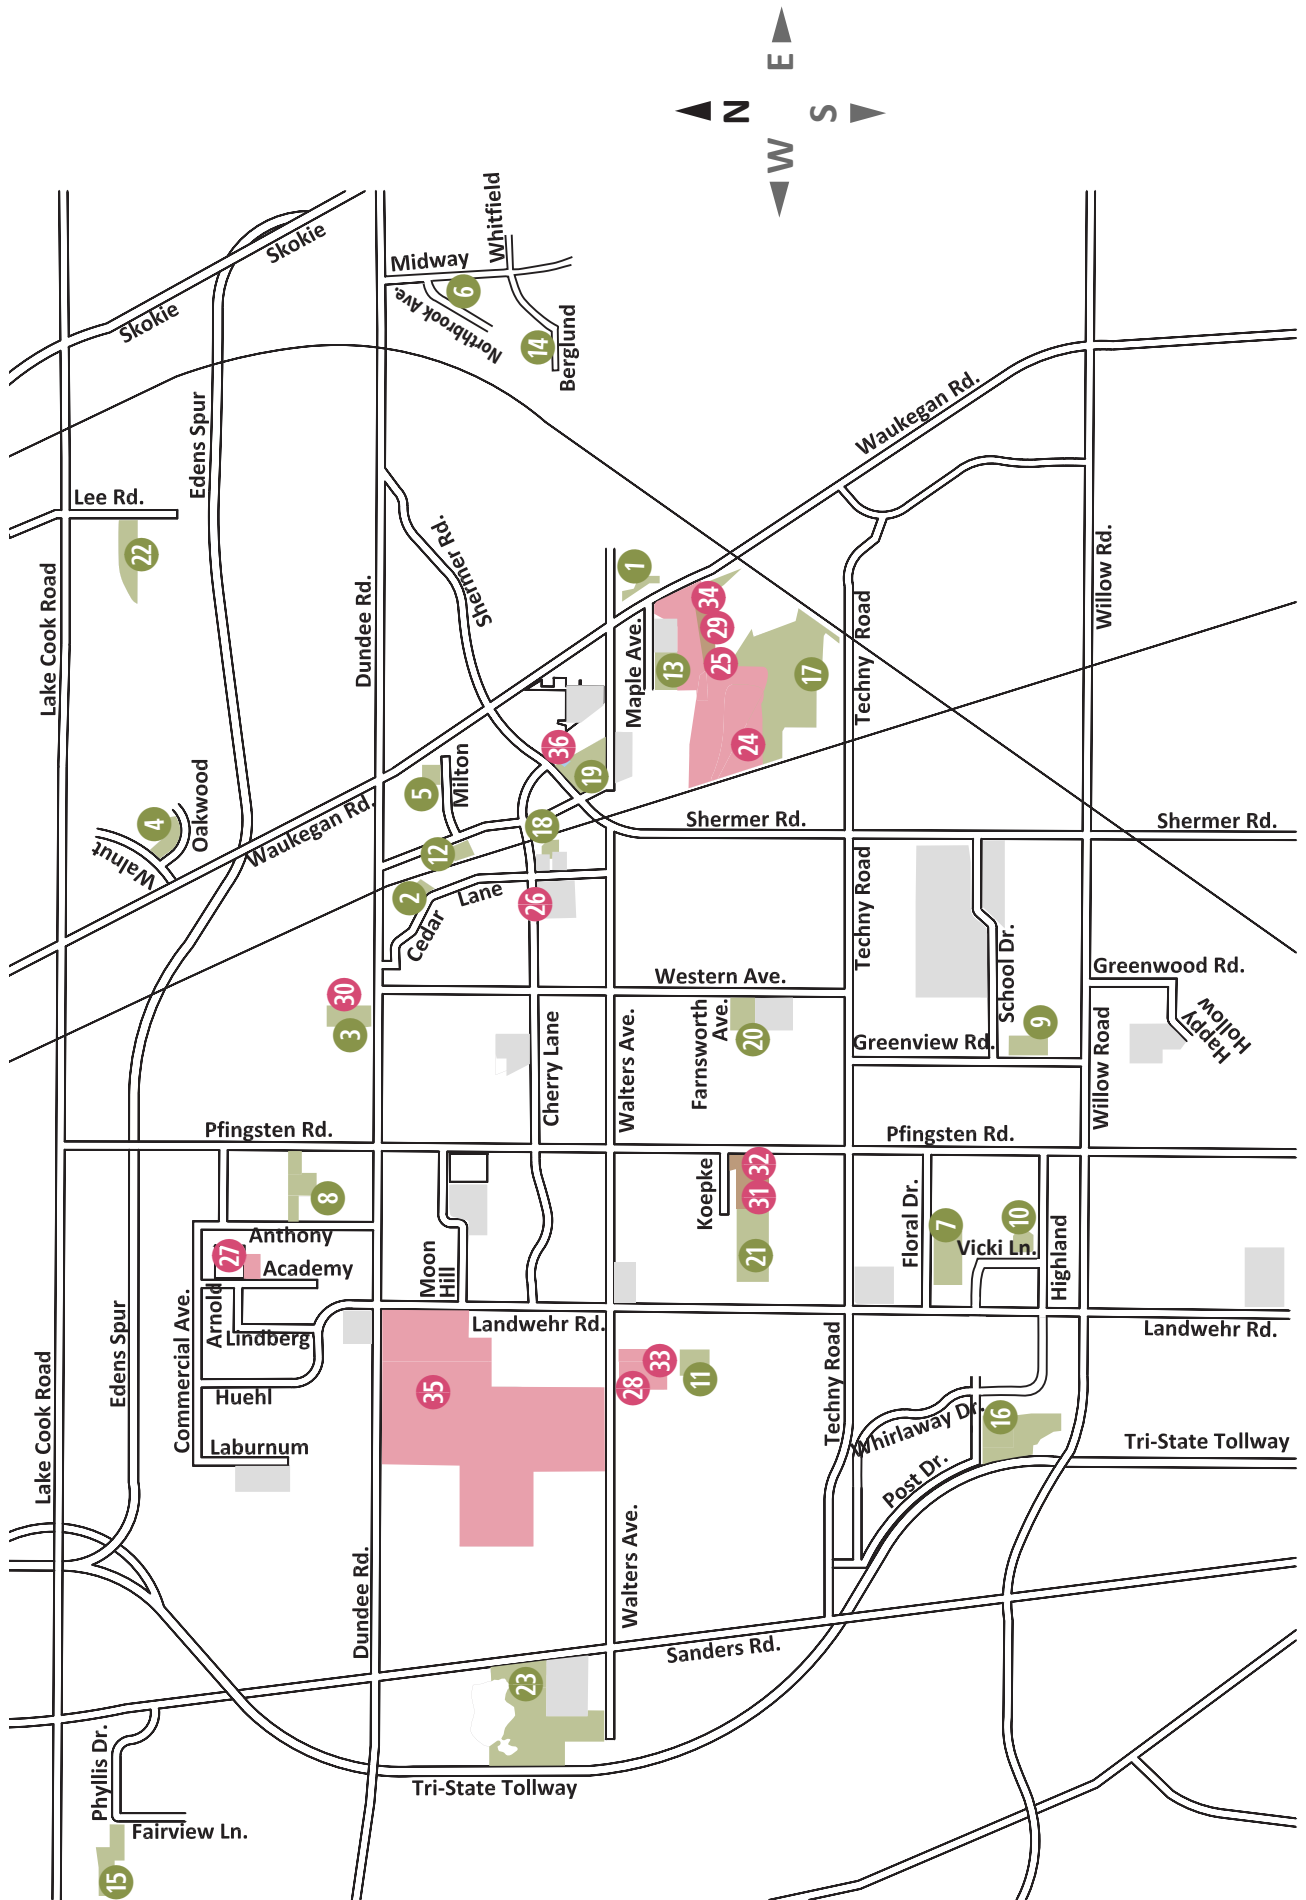 E
N
S
W
Skokie
Skokie
Midway
Whitfield
Northbrook Ave.
6
14
Berglund
Edens Spur
Lee Rd.
22
Lake Cook Road
Dundee Rd.
Shermer Rd.
Waukegan Rd.
Willow Rd.
Techny Road
1
Maple Ave.
13
34
29
25
17
24
36
19
Milton
5
Oakwood
4
Walnut
Waukegan Rd.
12
18
2
Cedar
Lane
26
Shermer Rd.
Shermer Rd.
Techny Road
School Dr.
Western Ave.
Greenwood Rd.
30
3
Cherry Lane
Walters Ave.
Farnsworth
Ave.
20
9
Greenview Rd.
Happy
Hollow
Willow Road
Pfingsten Rd.
Pfingsten Rd.
8
Koepke
32
31
21
Floral Dr.
7
10
Vicki Ln.
Highland
Anthony
27
Academy
Arnold
Lindberg
Moon
Hill
Landwehr Rd.
Landwehr Rd.
Commercial Ave.
Edens Spur
Huehl
35
28
33
11
Laburnum
Lake Cook Road
Techny Road
Whirlaway Dr.
16
Post Dr.
Tri-State Tollway
Dundee Rd.
Walters Ave.
Sanders Rd.
23
Phyllis Dr.
Tri-State Tollway
Fairview Ln.
15